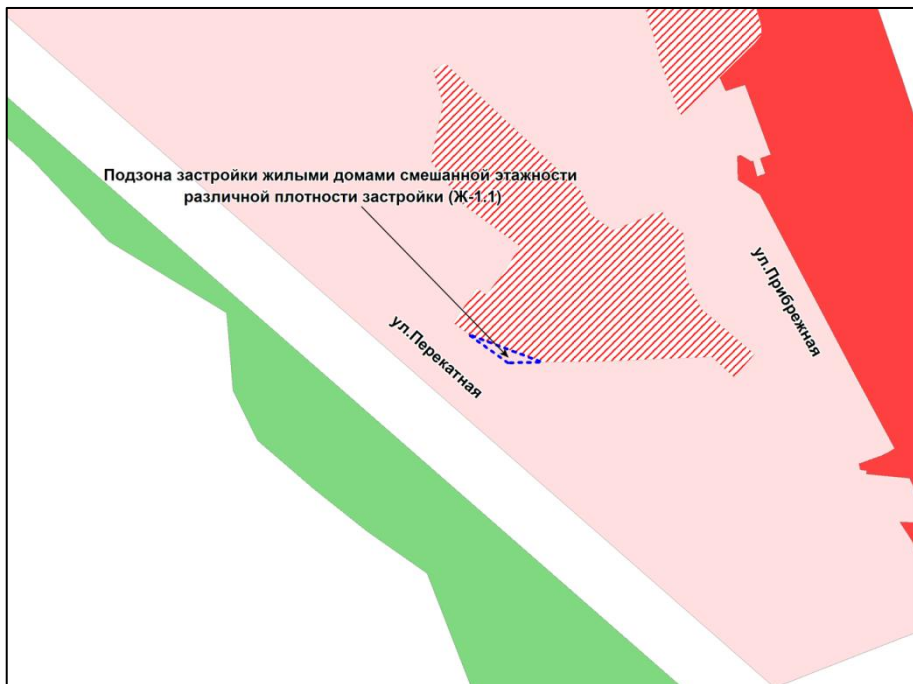 Подзона застройки жилыми домами смешанной этажности
различной плотности застройки (Ж-1.1)
ул.Прибрежная
ул.Перекатная